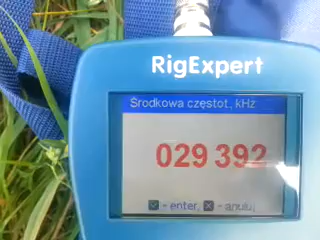 RigExpert
Środkowa częstot., kHz
029 392
- enter, - anuluj